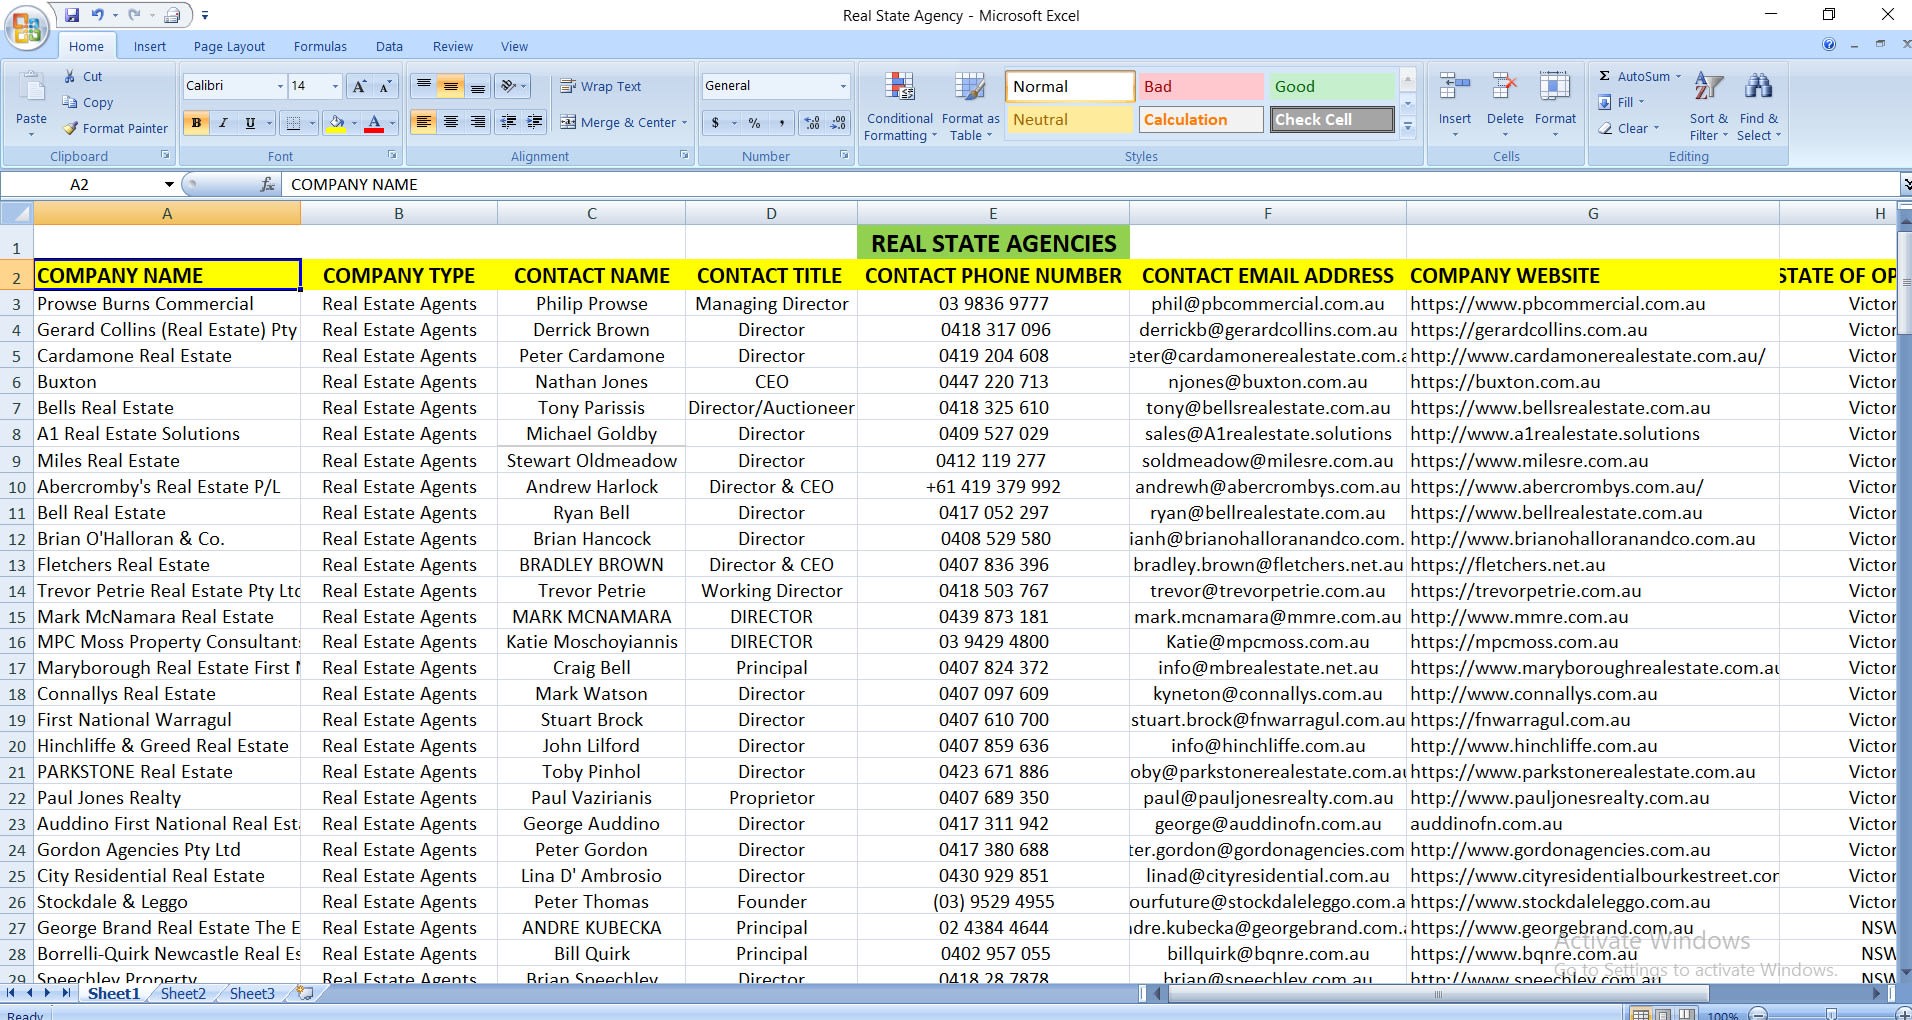 Real State Agency - Microsoft Excel
Home Insert Page Layout Formulas Data Review View
Paste Cut Copy Format Painter Clipboard
Calibri 14 B I U Font
Wrap Text Merge & Center Alignment
General $ % , Number
Conditional Formatting Format as Table Normal Bad Good Neutral Calculation Check Cell Styles
Insert Delete Format Cells
Σ AutoSum Fill Clear Sort & Filter Find & Select Editing
A2 fx COMPANY NAME
A B C D E F G H
1 REAL STATE AGENCIES
2 COMPANY NAME COMPANY TYPE CONTACT NAME CONTACT TITLE CONTACT PHONE NUMBER CONTACT EMAIL ADDRESS COMPANY WEBSITE STATE OF OP
3 Prowse Burns Commercial Real Estate Agents Philip Prowse Managing Director 03 9836 9777 phil@pbcommercial.com.au https://www.pbcommercial.com.au Victor
4 Gerard Collins (Real Estate) Pty Real Estate Agents Derrick Brown Director 0418 317 096 derrickb@gerardcollins.com.au https://gerardcollins.com.au Victor
5 Cardamone Real Estate Real Estate Agents Peter Cardamone Director 0419 204 608 eter@cardamonerealestate.com.a http://www.cardamonerealestate.com.au/ Victor
6 Buxton Real Estate Agents Nathan Jones CEO 0447 220 713 njones@buxton.com.au https://buxton.com.au Victor
7 Bells Real Estate Real Estate Agents Tony Parissis Director/Auctioneer 0418 325 610 tony@bellsrealestate.com.au https://www.bellsrealestate.com.au Victor
8 A1 Real Estate Solutions Real Estate Agents Michael Goldby Director 0409 527 029 sales@A1realestate.solutions http://www.a1realestate.solutions Victor
9 Miles Real Estate Real Estate Agents Stewart Oldmeadow Director 0412 119 277 soldmeadow@milesre.com.au https://www.milesre.com.au Victor
10 Abercromby's Real Estate P/L Real Estate Agents Andrew Harlock Director & CEO +61 419 379 992 andrewh@abercrombys.com.au https://www.abercrombys.com.au/ Victor
11 Bell Real Estate Real Estate Agents Ryan Bell Director 0417 052 297 ryan@bellrealestate.com.au https://www.bellrealestate.com.au Victor
12 Brian O'Halloran & Co. Real Estate Agents Brian Hancock Director 0408 529 580 ianh@brianohalloranandco.com. http://www.brianohalloranandco.com.au Victor
13 Fletchers Real Estate Real Estate Agents BRADLEY BROWN Director & CEO 0407 836 396 bradley.brown@fletchers.net.au https://fletchers.net.au Victor
14 Trevor Petrie Real Estate Pty Ltd Real Estate Agents Trevor Petrie Working Director 0418 503 767 trevor@trevorpetrie.com.au https://trevorpetrie.com.au Victor
15 Mark McNamara Real Estate Real Estate Agents MARK MCNAMARA DIRECTOR 0439 873 181 mark.mcnamara@mmre.com.au http://www.mmre.com.au Victor
16 MPC Moss Property Consultants Real Estate Agents Katie Moschoyiannis DIRECTOR 03 9429 4800 Katie@mpcmoss.com.au https://mpcmoss.com.au Victor
17 Maryborough Real Estate First N Real Estate Agents Craig Bell Principal 0407 824 372 info@mbrealestate.net.au https://www.maryboroughrealestate.com.au Victor
18 Connallys Real Estate Real Estate Agents Mark Watson Director 0407 097 609 kyneton@connallys.com.au http://www.connallys.com.au Victor
19 First National Warragul Real Estate Agents Stuart Brock Director 0407 610 700 stuart.brock@fnwarragul.com.au https://fnwarragul.com.au Victor
20 Hinchliffe & Greed Real Estate Real Estate Agents John Lilford Director 0407 859 636 info@hinchliffe.com.au http://www.hinchliffe.com.au Victor
21 PARKSTONE Real Estate Real Estate Agents Toby Pinhol Director 0423 671 886 oby@parkstonerealestate.com.au https://www.parkstonerealestate.com.au Victor
22 Paul Jones Realty Real Estate Agents Paul Vazirianis Proprietor 0407 689 350 paul@pauljonesrealty.com.au http://www.pauljonesrealty.com.au Victor
23 Auddino First National Real Esta Real Estate Agents George Auddino Director 0417 311 942 george@auddinofn.com.au auddinofn.com.au Victor
24 Gordon Agencies Pty Ltd Real Estate Agents Peter Gordon Director 0417 380 688 ter.gordon@gordonagencies.com http://www.gordonagencies.com.au Victor
25 City Residential Real Estate Real Estate Agents Lina D' Ambrosio Director 0430 929 851 linad@cityresidential.com.au https://www.cityresidentialbourkestreet.com Victor
26 Stockdale & Leggo Real Estate Agents Peter Thomas Founder (03) 9529 4955 ourfuture@stockdaleleggo.com.a https://www.stockdaleleggo.com.au Victor
27 George Brand Real Estate The E Real Estate Agents ANDRE KUBECKA Principal 02 4384 4644 dre.kubecka@georgebrand.com. https://www.georgebrand.com.au NSW
28 Borrelli-Quirk Newcastle Real Es Real Estate Agents Bill Quirk Principal 0402 957 055 billquirk@bqnre.com.au https://www.bqnre.com.au NSW
29 Speechley Property Real Estate Agents Brian Speechley Director 0418 28 7878 brian@speechley.com.au http://www.speechley.com.au NSW
Activate Windows
Go to Settings to activate Windows.
Sheet1 Sheet2 Sheet3
Ready 100%